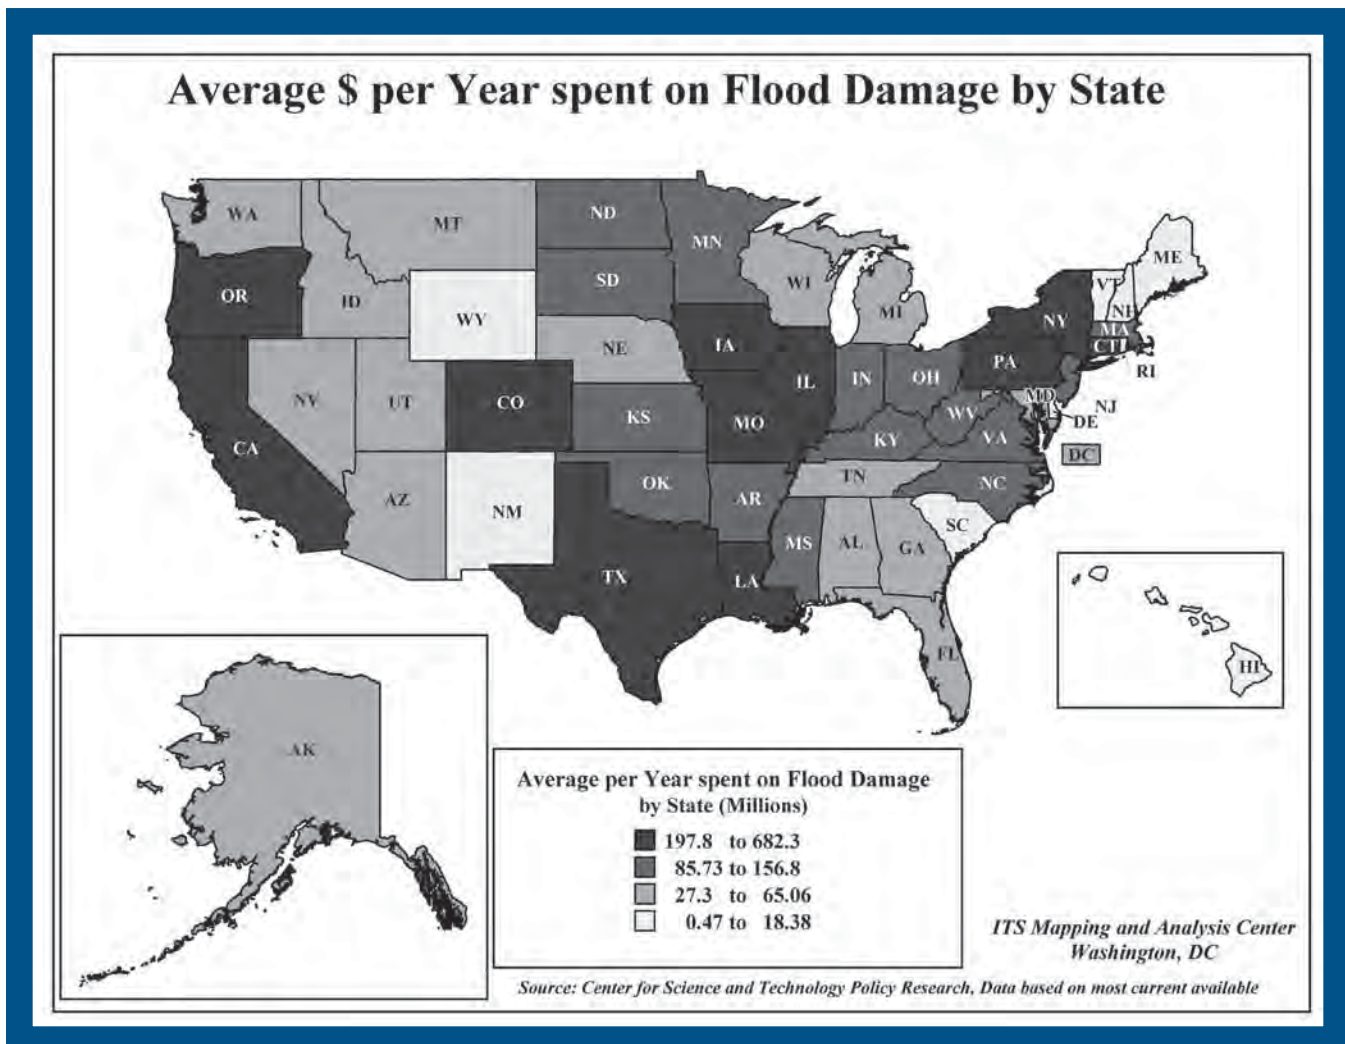 Average $ per Year spent on Flood Damage by State
WA
MT
ND
MN
OR
ID
SD
WI
MI
ME
VT
NH
WY
NY
MA
CT
RI
NE
IA
PA
NV
UT
CO
IL
IN
OH
NJ
CA
KS
MO
WV
MD
DE
KY
VA
DC
AZ
NM
OK
AR
TN
NC
SC
MS
AL
GA
TX
LA
FL
HI
AK
Average per Year spent on Flood Damage
by State (Millions)
197.8 to 682.3
85.73 to 156.8
27.3 to 65.06
0.47 to 18.38
ITS Mapping and Analysis Center
Washington, DC
Source: Center for Science and Technology Policy Research, Data based on most current available